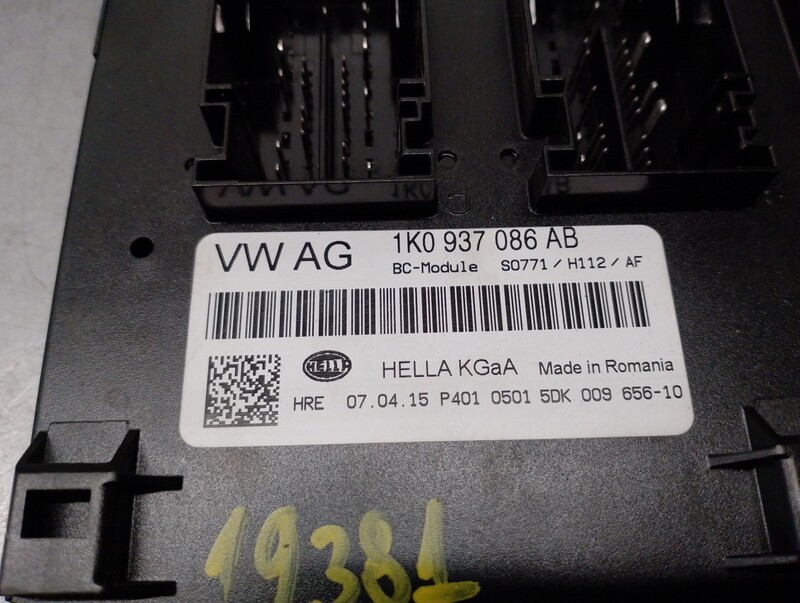 VW AG 1K0 937 086 AB
BC-Module S0771 / H112 / AF
HELLA HELLA KGaA Made in Romania
HRE 07.04.15 P401 0501 5DK 009 656-10
19381